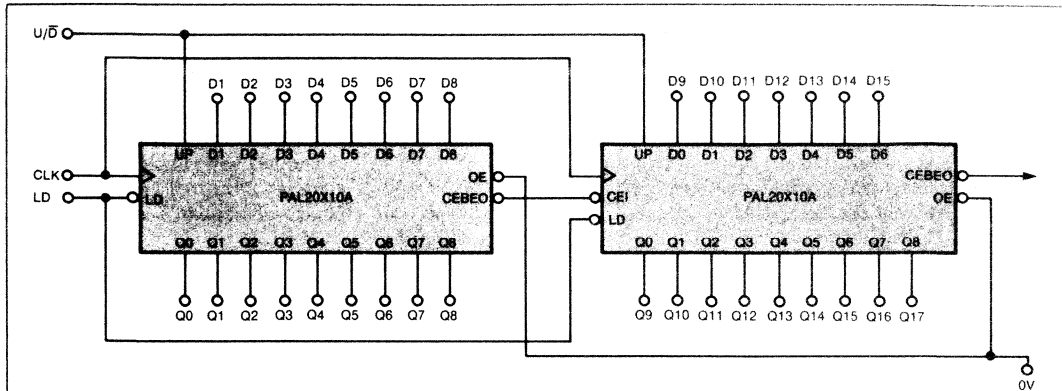 U/D̅
D1 D2 D3 D4 D5 D6 D7 D8
D9 D10 D11 D12 D13 D14 D15
UP D1 D2 D3 D4 D5 D6 D7 D8
UP D0 D1 D2 D3 D4 D5 D6
CLK
OE
CEBEO
LD
LD
PAL20X10A
CEBEO
CEI
PAL20X10A
OE
LD
Q0 Q1 Q2 Q3 Q4 Q5 Q6 Q7 Q8
Q0 Q1 Q2 Q3 Q4 Q5 Q6 Q7 Q8
Q0 Q1 Q2 Q3 Q4 Q5 Q6 Q7 Q8
Q9 Q10 Q11 Q12 Q13 Q14 Q15 Q16 Q17
0V